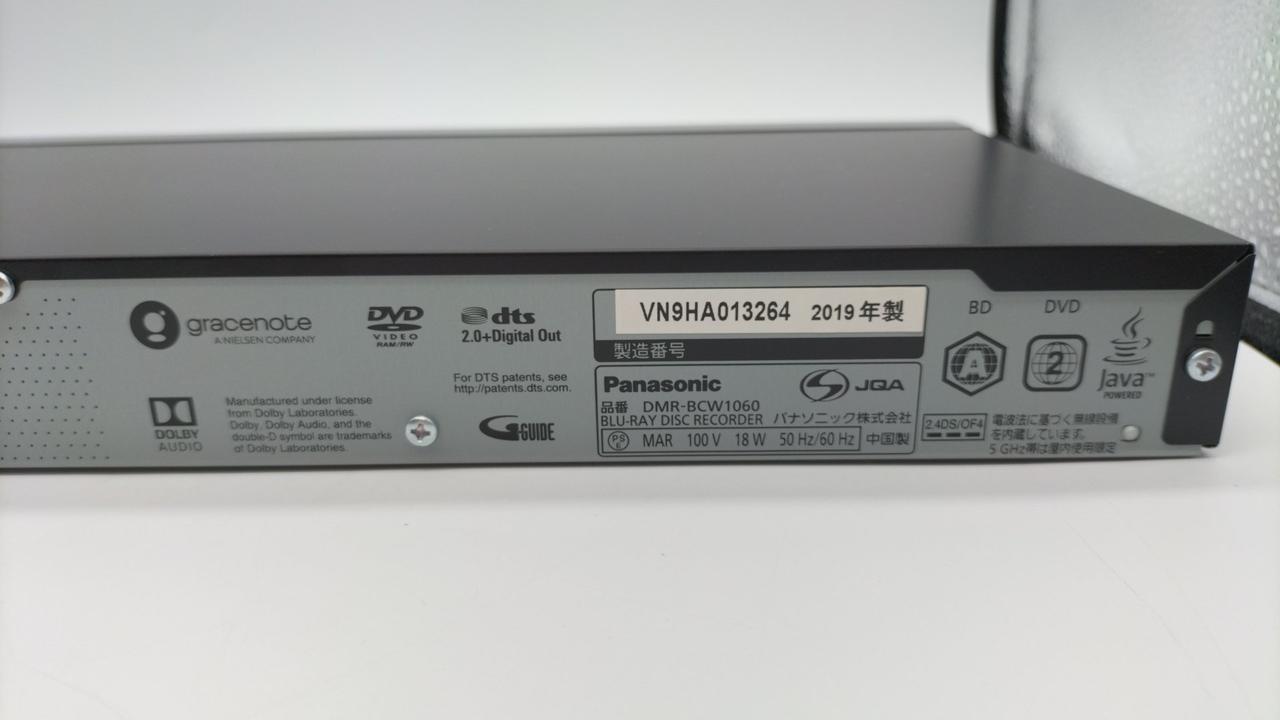 gracenote
A NIELSEN COMPANY
DVD
VIDEO
RAM/RW
dts
2.0+Digital Out
For DTS patents, see
http://patents.dts.com.
DOLBY
AUDIO
Manufactured under license
from Dolby Laboratories.
Dolby, Dolby Audio, and the
double-D symbol are trademarks
of Dolby Laboratories.
G-GUIDE
VN9HA013264 2019年製
製造番号
Panasonic
JQA
品番 DMR-BCW1060
BLU-RAY DISC RECORDER パナソニック株式会社
PSE MAR 100 V 18 W 50 Hz/60 Hz 中国製
BD
A
DVD
2
Java™
POWERED
2.4DS/OF4
電波法に基づく無線設備
を内蔵しています。
5 GHz帯は屋内使用限定